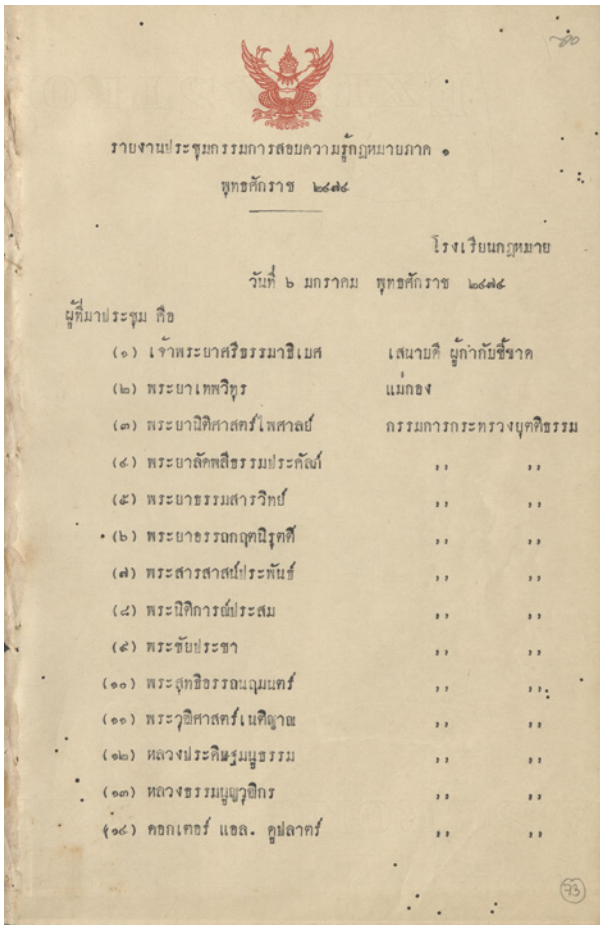 รายงานประชุมกรรมการสอบความรู้กฎหมายภาค ๑
พุทธศักราช ๒๔๗๔
โรงเรียนกฎหมาย
วันที่ ๖ มกราคม พุทธศักราช ๒๔๗๔
ผู้ที่มาประชุม คือ
(๑) เจ้าพระยาศรีธรรมาธิเบศ เสนาบดี ผู้กำกับชี้ขาด
(๒) พระยาเทพวิทุร แม่กอง
(๓) พระยานิติศาสตร์ไพศาลย์ กรรมการกระทรวงยุตติธรรม
(๔) พระยาลัดพลีธรรมประคัลภ์ ,, ,,
(๕) พระยาธรรมสารวิทย์ ,, ,,
(๖) พระยาอรรถกฤตนิรุตติ์ ,, ,,
(๗) พระสารสาสน์ประพันธ์ ,, ,,
(๘) พระนิติการณ์ประสม ,, ,,
(๙) พระชัยประชา ,, ,,
(๑๐) พระสุทธิอรรถนฤมนตร์ ,, ,,
(๑๑) พระวุฒิศาสตร์เนติญาณ ,, ,,
(๑๒) หลวงประดิษฐมนูธรรม ,, ,,
(๑๓) หลวงธรรมนูญวุฒิกร ,, ,,
(๑๔) ดอกเตอร์ แอล. ดูปลาตร์ ,, ,,
73